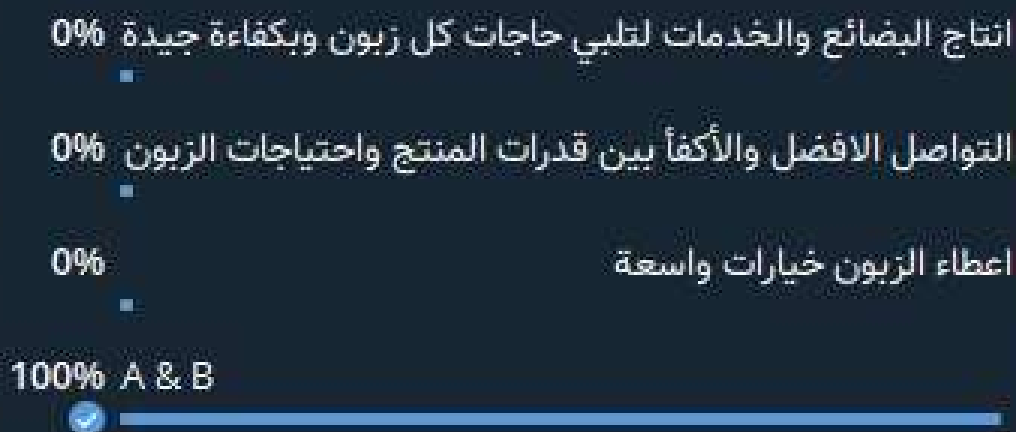 0% انتاج البضائع والخدمات لتلبي حاجات كل زبون وبكفاءة جيدة
0% التواصل الافضل والأكفأ بين قدرات المنتج واحتياجات الزبون
0% اعطاء الزبون خيارات واسعة
100% A & B